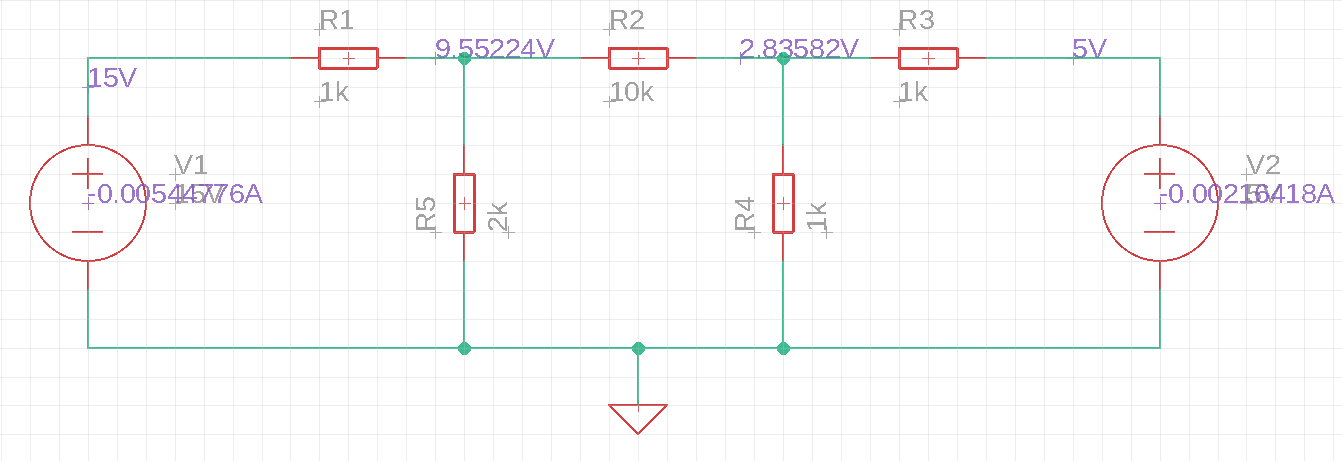 R1
R2
R3
9.55224V
2.83582V
5V
15V
1k
10k
1k
V1
V2
-0.00544776A
15V
-0.00216418A
5V
R5
2k
R4
1k